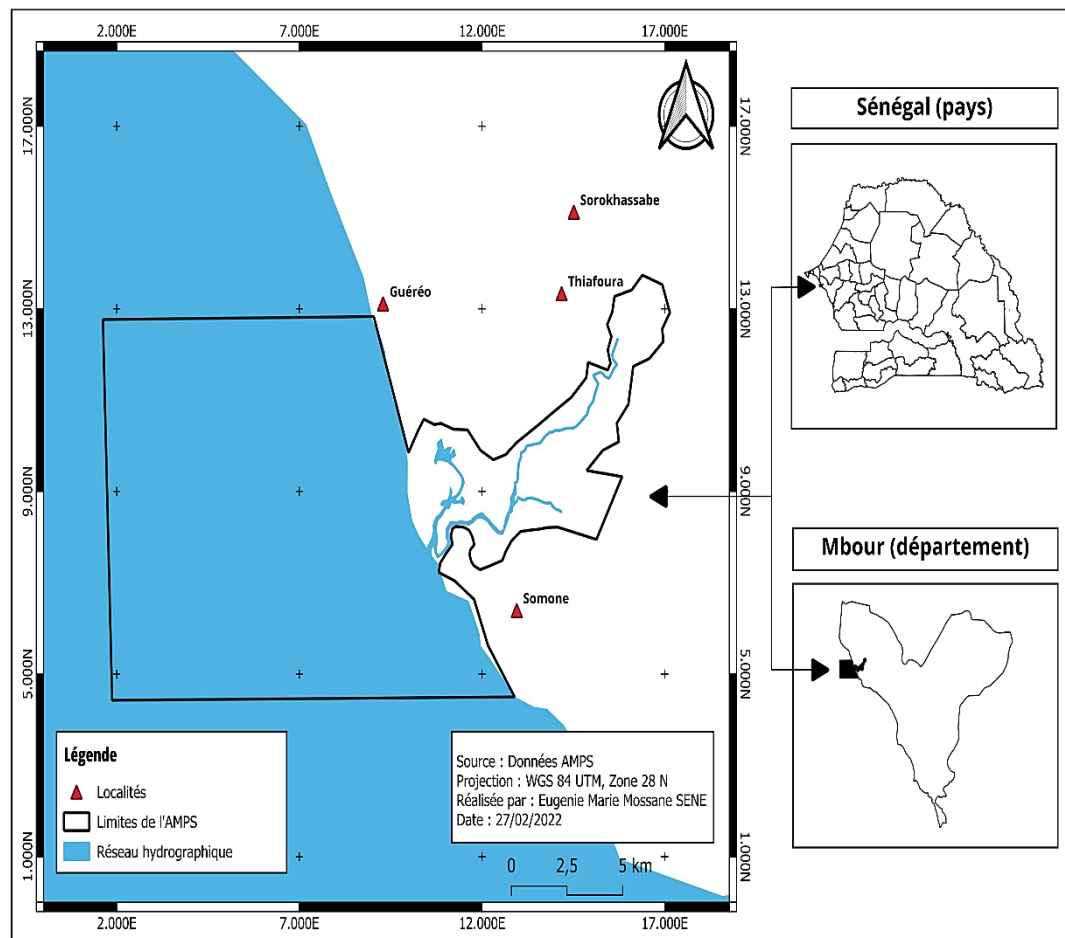 2.000E 7.000E 12.000E 17.000E
17.000N 17.000N
Sorokhassabe
Thiafoura
Guéréo
13.000N 13.000N
9.000N 9.000N
Somone
5.000N 5.000N
1.000N 1.000N
Légende
Localités
Limites de l'AMPS
Réseau hydrographique
Source : Données AMPS
Projection : WGS 84 UTM, Zone 28 N
Réalisée par : Eugenie Marie Mossane SENE
Date : 27/02/2022
0 2,5 5 km
2.000E 7.000E 12.000E 17.000E
Sénégal (pays)
Mbour (département)